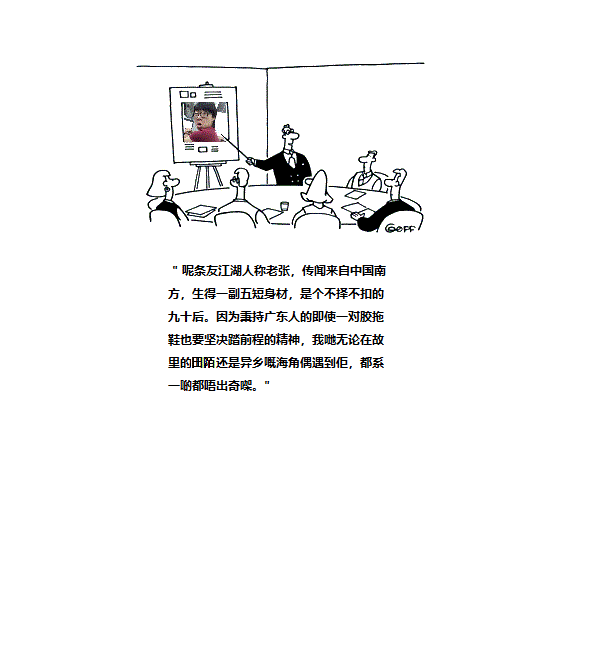 GOFF
" 呢条友江湖人称老张，传闻来自中国南
方，生得一副五短身材，是个不择不扣的
九十后。因为秉持广东人的即使一对胶拖
鞋也要坚决踏前程的精神，我哋无论在故
里的田陌还是异乡嘅海角偶遇到佢，都系
一啲都唔出奇㗎。"